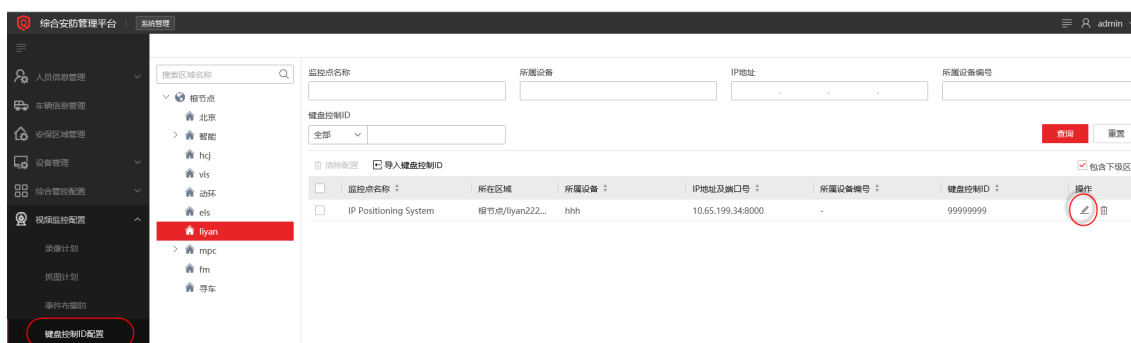 综合安防管理平台 系统管理 admin
人员信息管理
车辆信息管理
安保区域管理
设备管理
综合管控配置
视频监控配置
录像计划
抓图计划
事件布撤防
键盘控制ID配置
搜索区域名称
根节点
北京
智能
hcj
vis
动环
els
liyan
mpc
fm
寻车
监控点名称 所属设备 IP地址 所属设备编号
键盘控制ID
全部 查询 重置
清除配置 导入键盘控制ID 包含下级区
监控点名称 所在区域 所属设备 IP地址及端口号 所属设备编号 键盘控制ID 操作
IP Positioning System 根节点/liyan222... hhh 10.65.199.34:8000 - 99999999